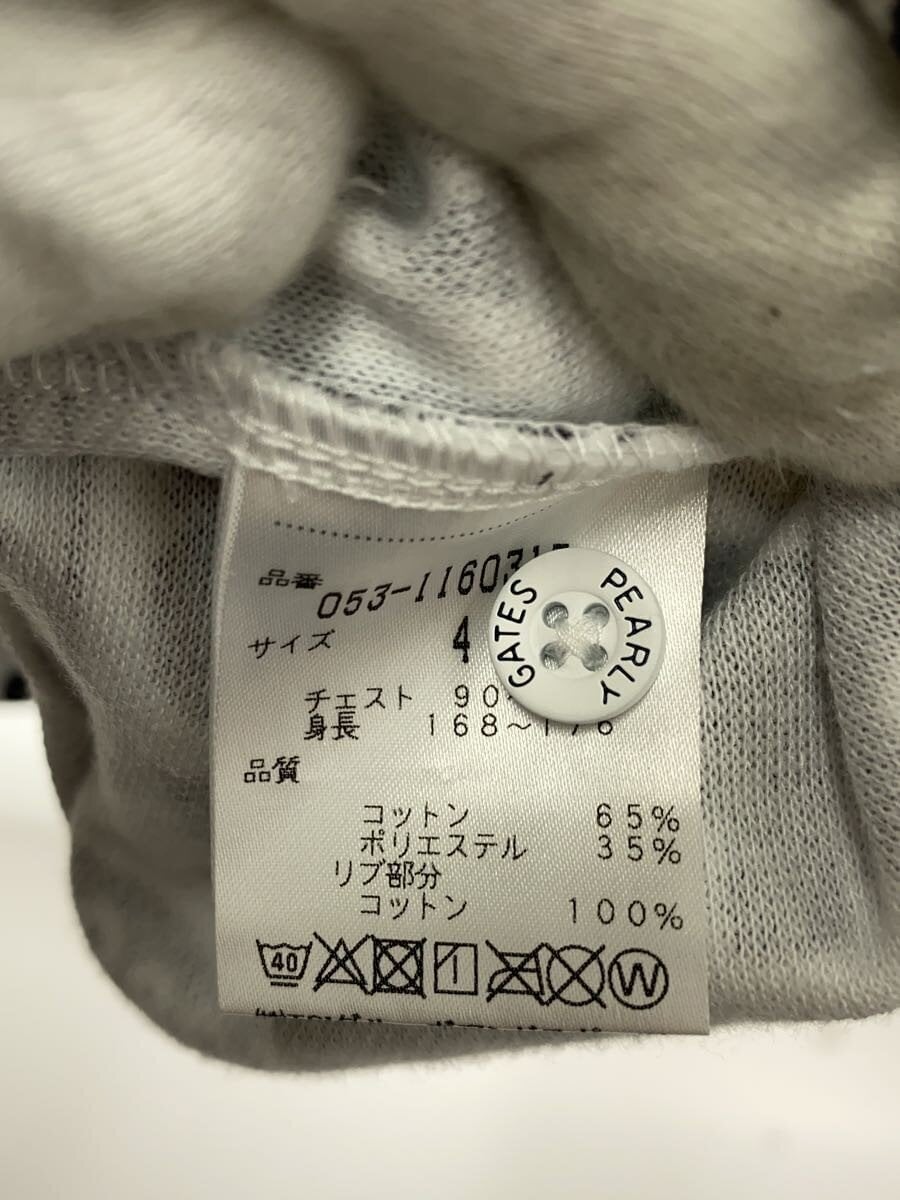 品番 053-116031
サイズ 4
チェスト 90
身長 168～176
品質
コットン 65%
ポリエステル 35%
リブ部分
コットン 100%
40
W
PEARLY GATES